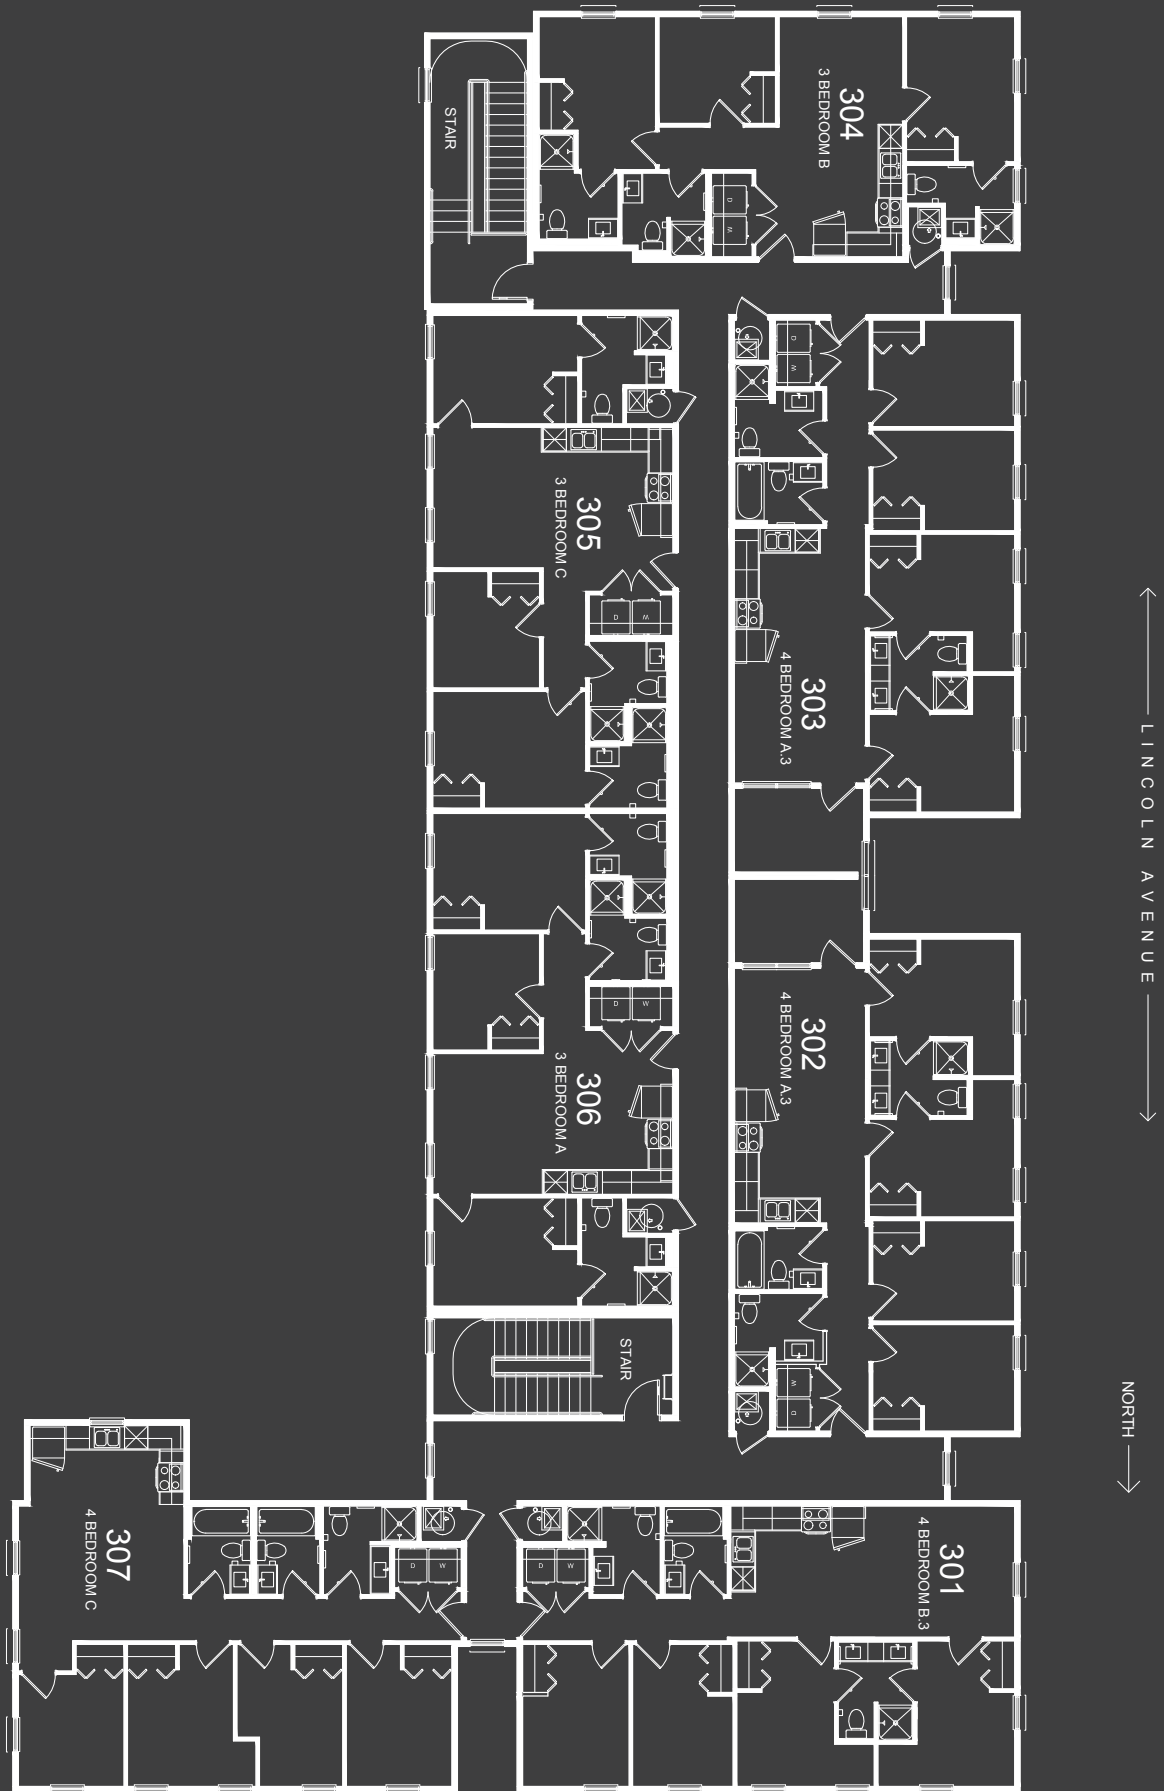 STAIR
304
3 BEDROOM B
D
W
D
W
305
3 BEDROOM C
D
W
303
4 BEDROOM A.3
LINCOLN AVENUE
302
4 BEDROOM A.3
D
W
306
3 BEDROOM A
W
D
STAIR
NORTH
307
4 BEDROOM C
D
W
D
W
301
4 BEDROOM B.3